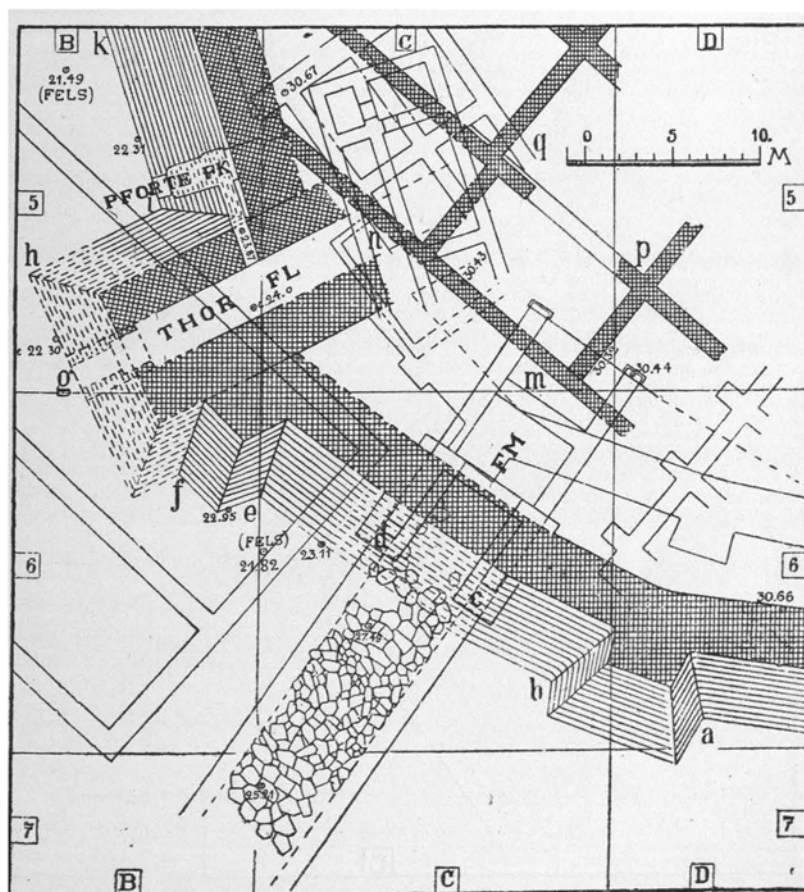 B
C
D
k
21.49
(FELS)
30.67
22 31
q
0 5 10.
M
PFORTE FK
5
5
h
n
p
30.43
THOR FL
24.0
22 30
m
30.44
g
FM
f
22.95
e
d
(FELS)
21.82
23.11
6
6
c
30.66
b
a
7
7
B
C
D